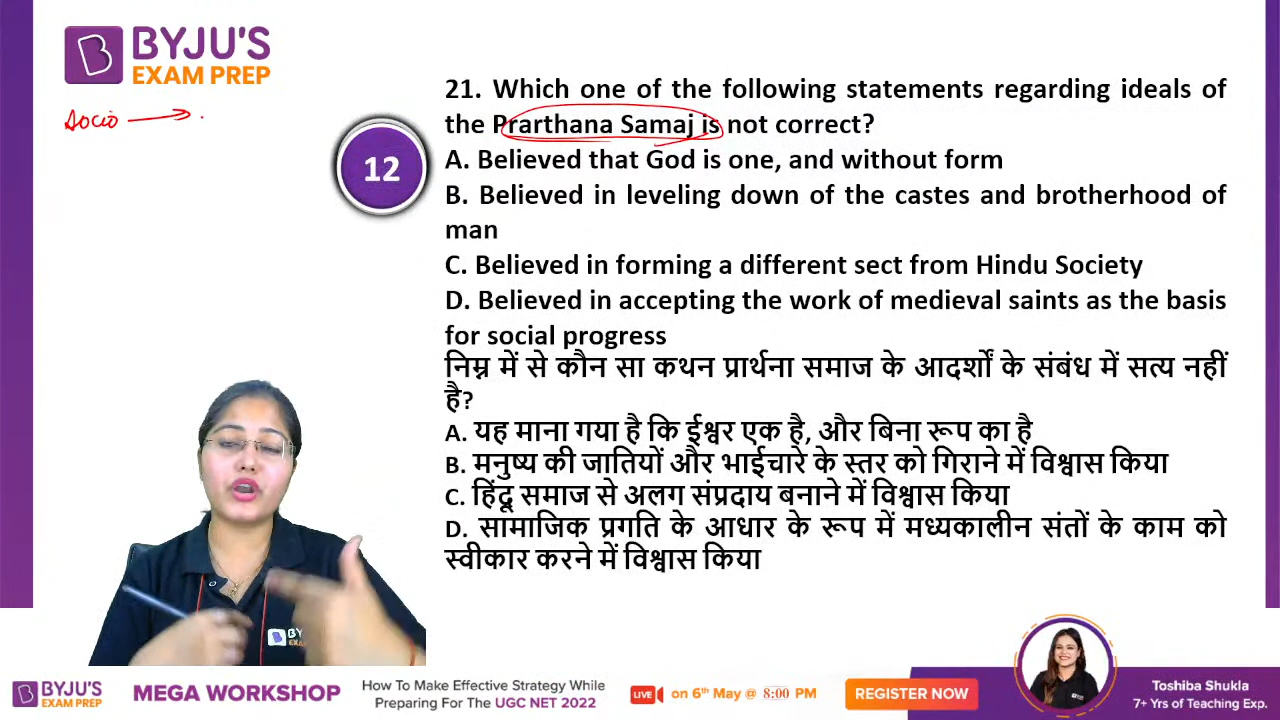 BYJU'S
EXAM PREP
Socio
12
21. Which one of the following statements regarding ideals of
the Prarthana Samaj is not correct?
A. Believed that God is one, and without form
B. Believed in leveling down of the castes and brotherhood of
man
C. Believed in forming a different sect from Hindu Society
D. Believed in accepting the work of medieval saints as the basis
for social progress
निम्न में से कौन सा कथन प्रार्थना समाज के आदर्शों के संबंध में सत्य नहीं
है?
A. यह माना गया है कि ईश्वर एक है, और बिना रूप का है
B. मनुष्य की जातियों और भाईचारे के स्तर को गिराने में विश्वास किया
C. हिंदू समाज से अलग संप्रदाय बनाने में विश्वास किया
D. सामाजिक प्रगति के आधार के रूप में मध्यकालीन संतों के काम को
स्वीकार करने में विश्वास किया
BYJU'S
EXAM PREP
MEGA WORKSHOP
How To Make Effective Strategy While
Preparing For The UGC NET 2022
LIVE on 6th May @ 8:00 PM
REGISTER NOW
Toshiba Shukla
7+ Yrs of Teaching Exp.